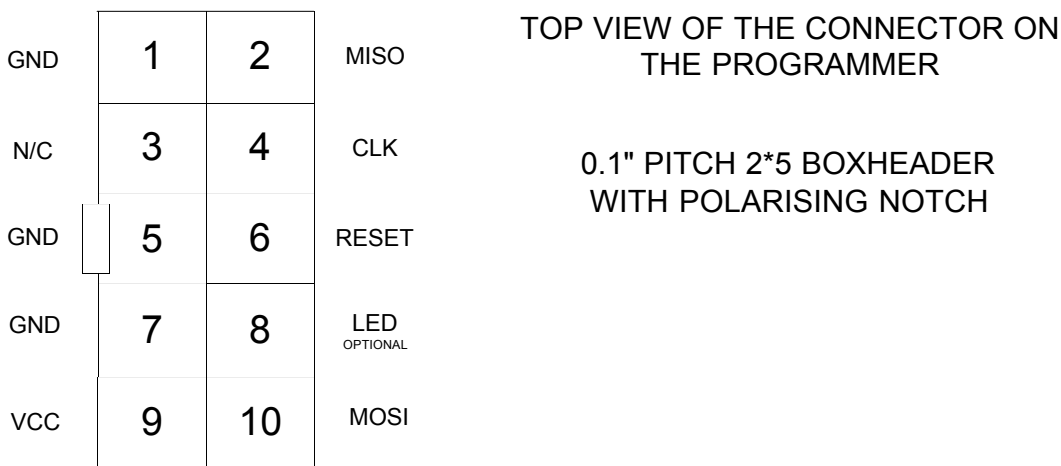 TOP VIEW OF THE CONNECTOR ON
THE PROGRAMMER
0.1" PITCH 2*5 BOXHEADER
WITH POLARISING NOTCH
GND 1 2 MISO
N/C 3 4 CLK
GND 5 6 RESET
GND 7 8 LED
OPTIONAL
VCC 9 10 MOSI